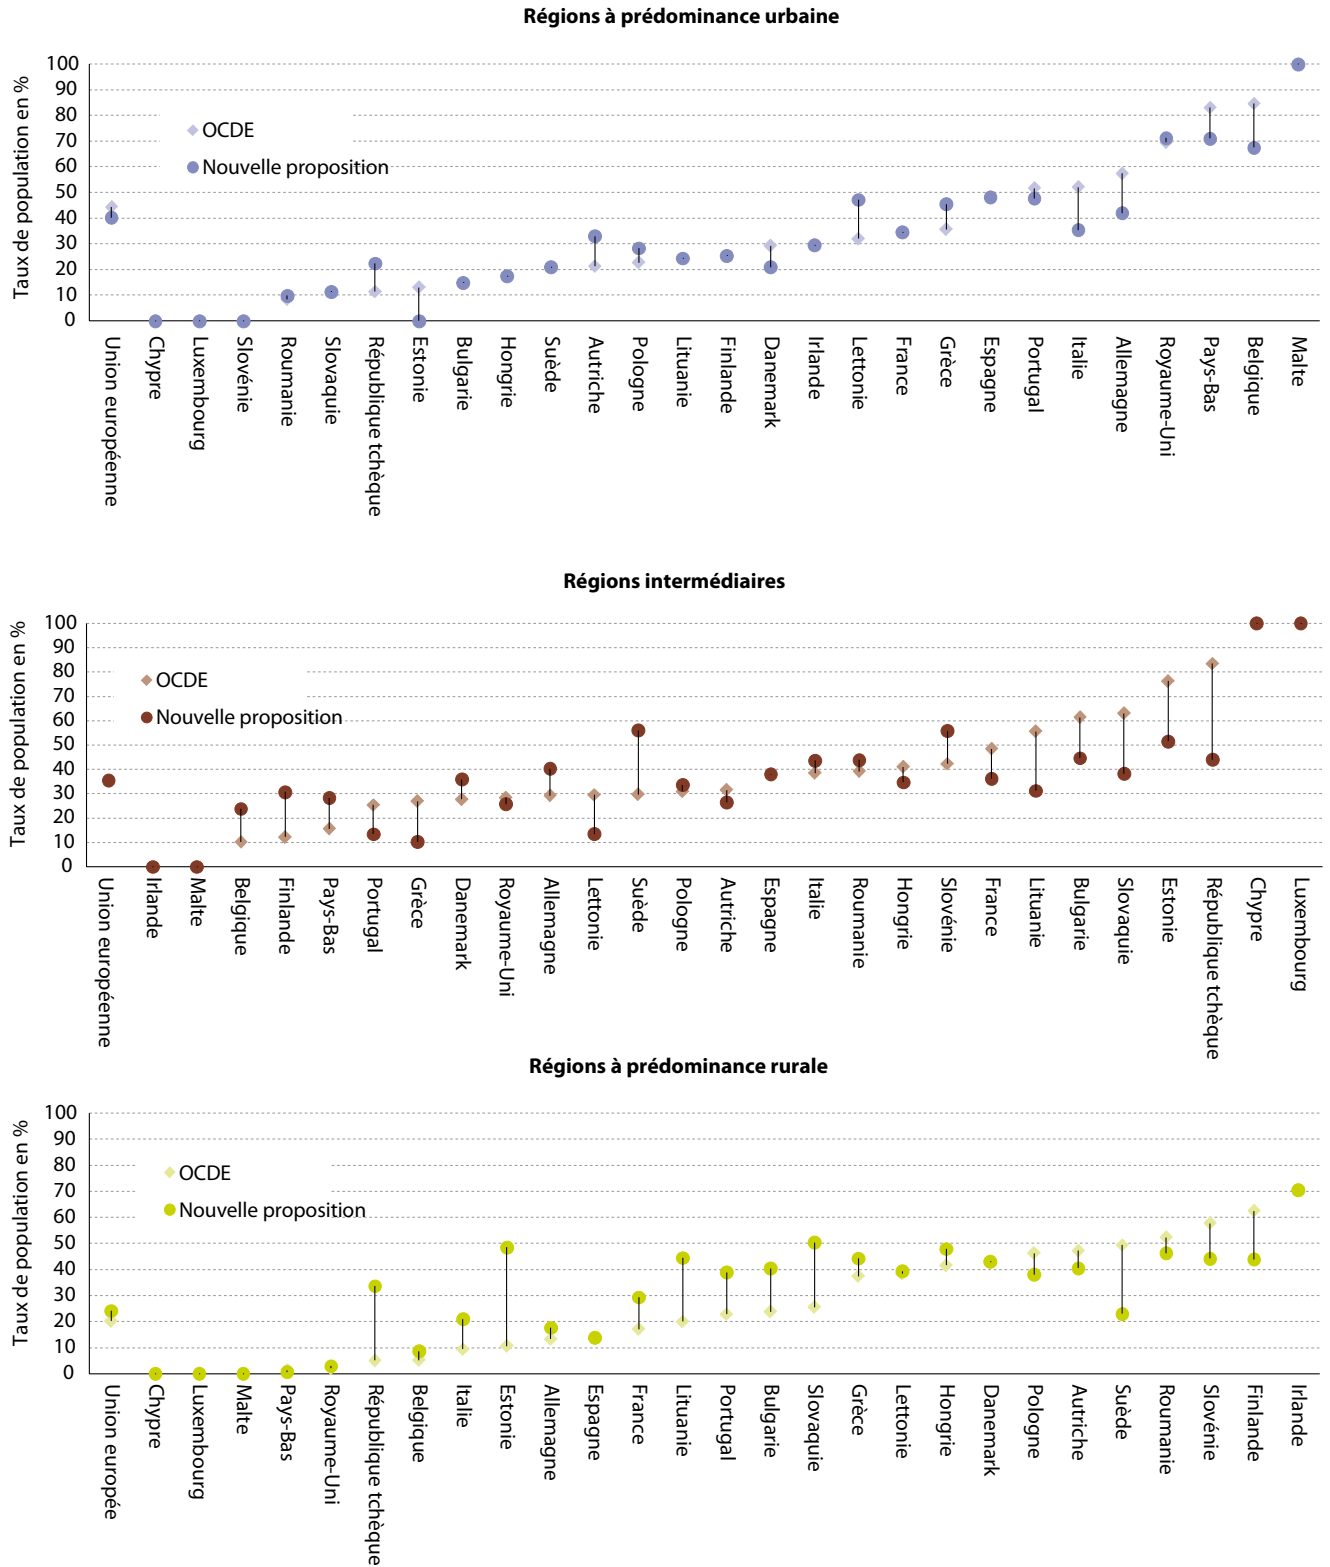 Régions à prédominance urbaine
Taux de population en %
100
90
80
70
60
50
40
30
20
10
0
OCDE
Nouvelle proposition
Union européenne
Chypre
Luxembourg
Slovénie
Roumanie
Slovaquie
République tchèque
Estonie
Bulgarie
Hongrie
Suède
Autriche
Pologne
Lituanie
Finlande
Danemark
Irlande
Lettonie
France
Grèce
Espagne
Portugal
Italie
Allemagne
Royaume-Uni
Pays-Bas
Belgique
Malte
Régions intermédiaires
Taux de population en %
100
90
80
70
60
50
40
30
20
10
0
OCDE
Nouvelle proposition
Union européenne
Irlande
Malte
Belgique
Finlande
Pays-Bas
Portugal
Grèce
Danemark
Royaume-Uni
Allemagne
Lettonie
Suède
Pologne
Autriche
Espagne
Italie
Roumanie
Hongrie
Slovénie
France
Lituanie
Bulgarie
Slovaquie
Estonie
République tchèque
Chypre
Luxembourg
Régions à prédominance rurale
Taux de population en %
100
90
80
70
60
50
40
30
20
10
0
OCDE
Nouvelle proposition
Union europée
Chypre
Luxembourg
Malte
Pays-Bas
Royaume-Uni
République tchèque
Belgique
Italie
Estonie
Allemagne
Espagne
France
Lituanie
Portugal
Bulgarie
Slovaquie
Grèce
Lettonie
Hongrie
Danemark
Pologne
Autriche
Suède
Roumanie
Slovénie
Finlande
Irlande